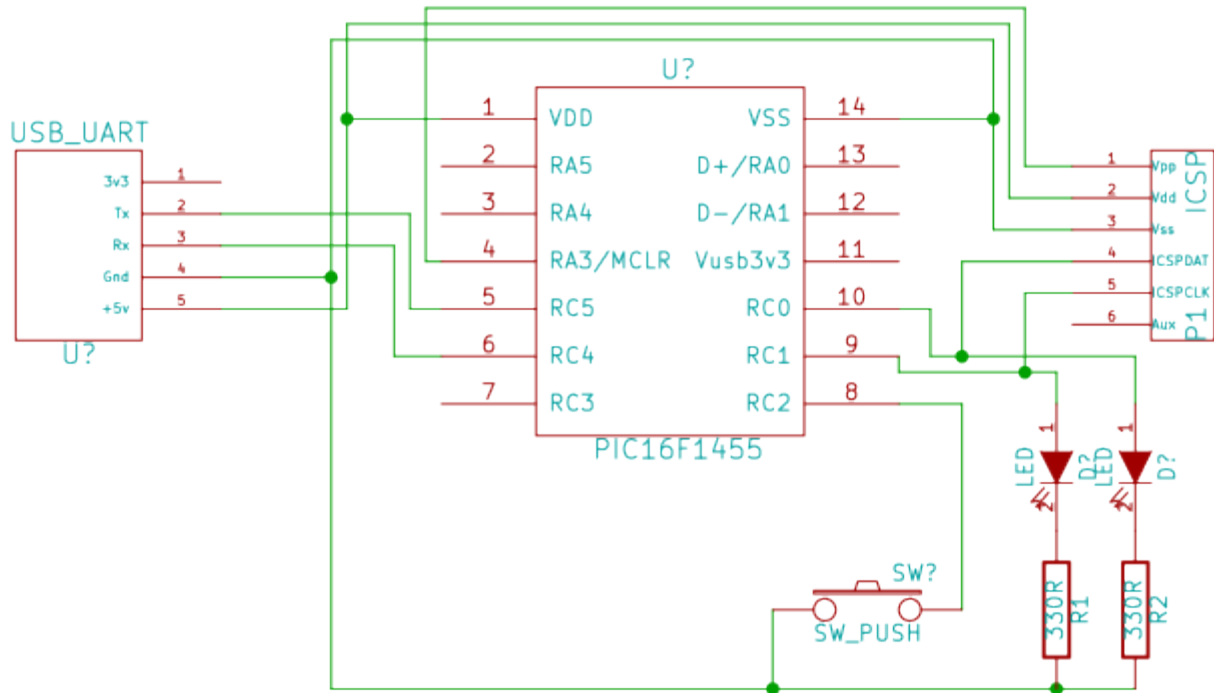 U?
USB_UART
3v3 1
Tx 2
Rx 3
Gnd 4
+5v 5
U?
1 VDD VSS 14
2 RA5 D+/RA0 13
3 RA4 D-/RA1 12
4 RA3/MCLR Vusb3v3 11
5 RC5 RC0 10
6 RC4 RC1 9
7 RC3 RC2 8
PIC16F1455
1 Vpp
2 Vdd
3 Vss
4 ICSPDAT
5 ICSPCLK
6 Aux
ICSP
P1
1
LED
D?
2
1
LED
D?
2
SW?
SW_PUSH
330R
R1
330R
R2